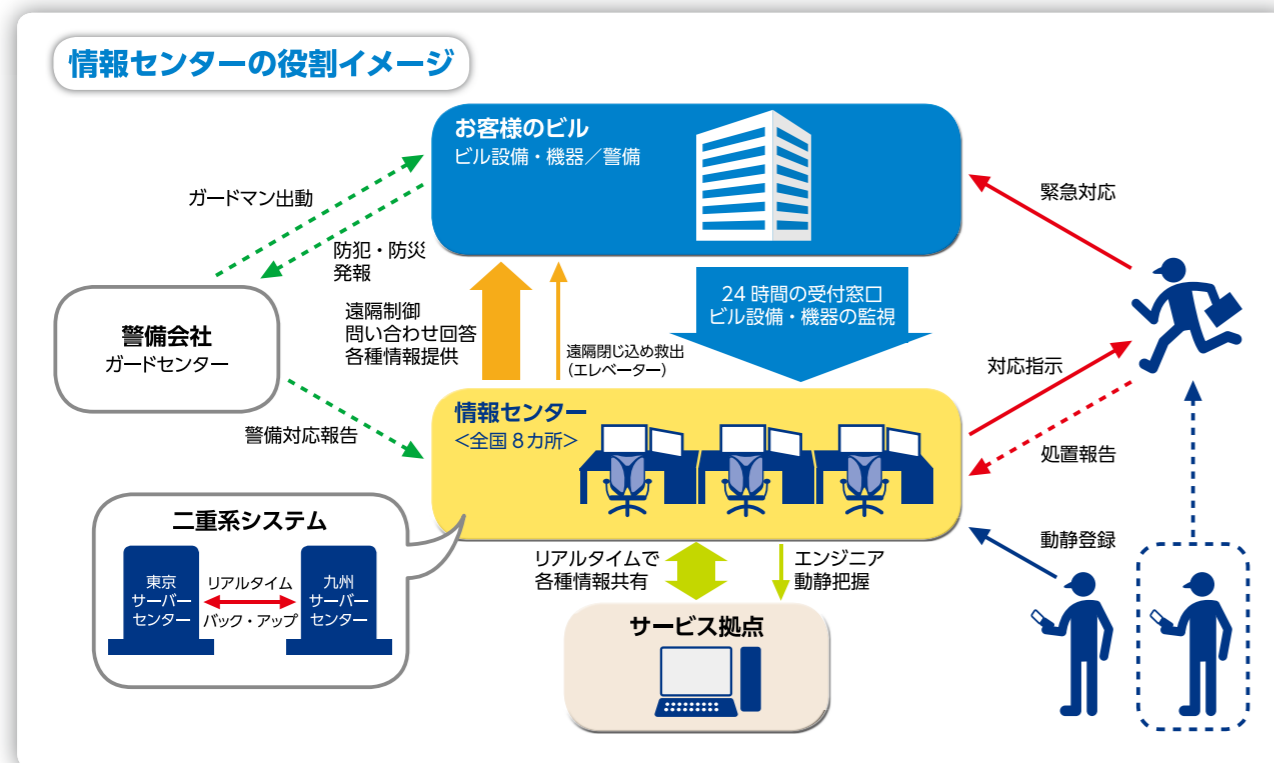 情報センターの役割イメージ
お客様のビル
ビル設備・機器／警備
ガードマン出動
防犯・防災
発報
緊急対応
警備会社
ガードセンター
遠隔制御
問い合わせ回答
各種情報提供
遠隔閉じ込め救出
（エレベーター）
24 時間の受付窓口
ビル設備・機器の監視
対応指示
処置報告
警備対応報告
情報センター
＜全国 8 カ所＞
二重系システム
東京
サーバー
センター
リアルタイム
バック・アップ
九州
サーバー
センター
リアルタイムで
各種情報共有
エンジニア
動静把握
動静登録
サービス拠点